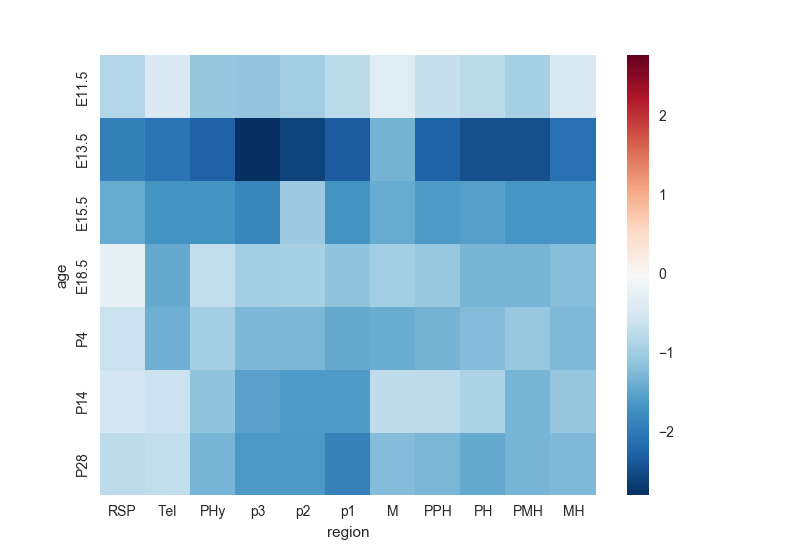 E11.5
E13.5
E15.5
E18.5
P4
P14
P28
age
RSP Tel PHy p3 p2 p1 M PPH PH PMH MH
region
2
1
0
−1
−2